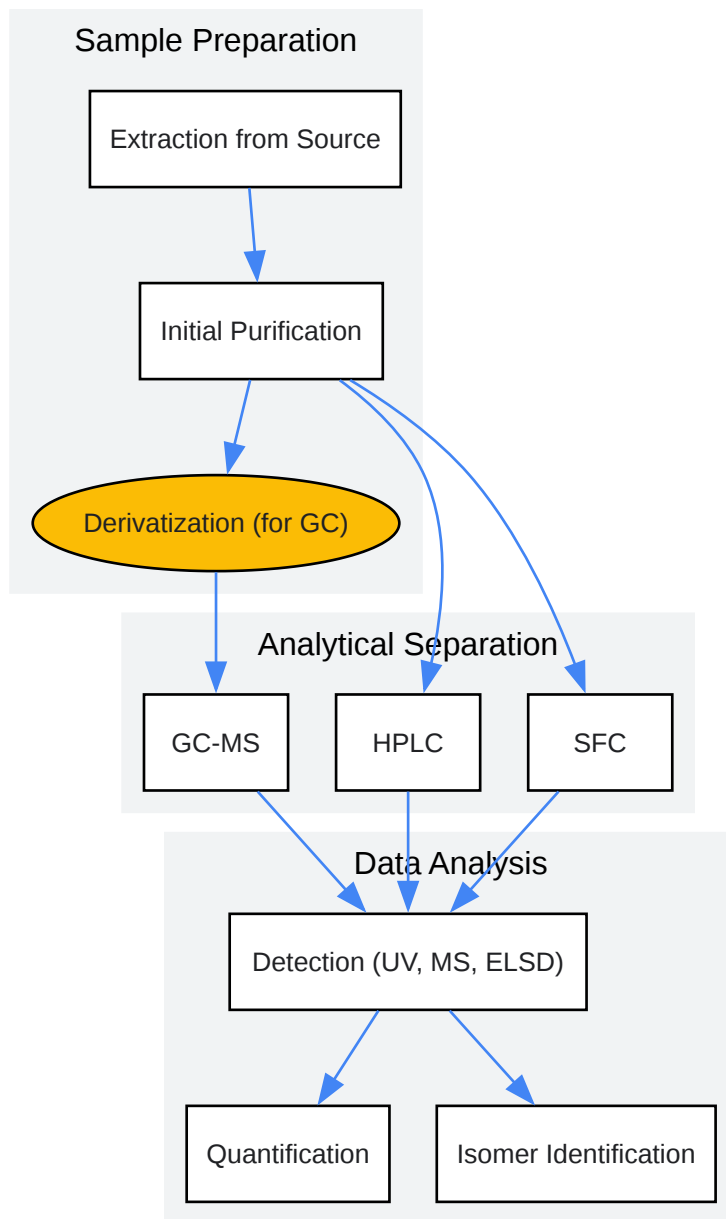 Sample Preparation
Extraction from Source
Initial Purification
Derivatization (for GC)
Analytical Separation
GC-MS
HPLC
SFC
Data Analysis
Detection (UV, MS, ELSD)
Quantification
Isomer Identification